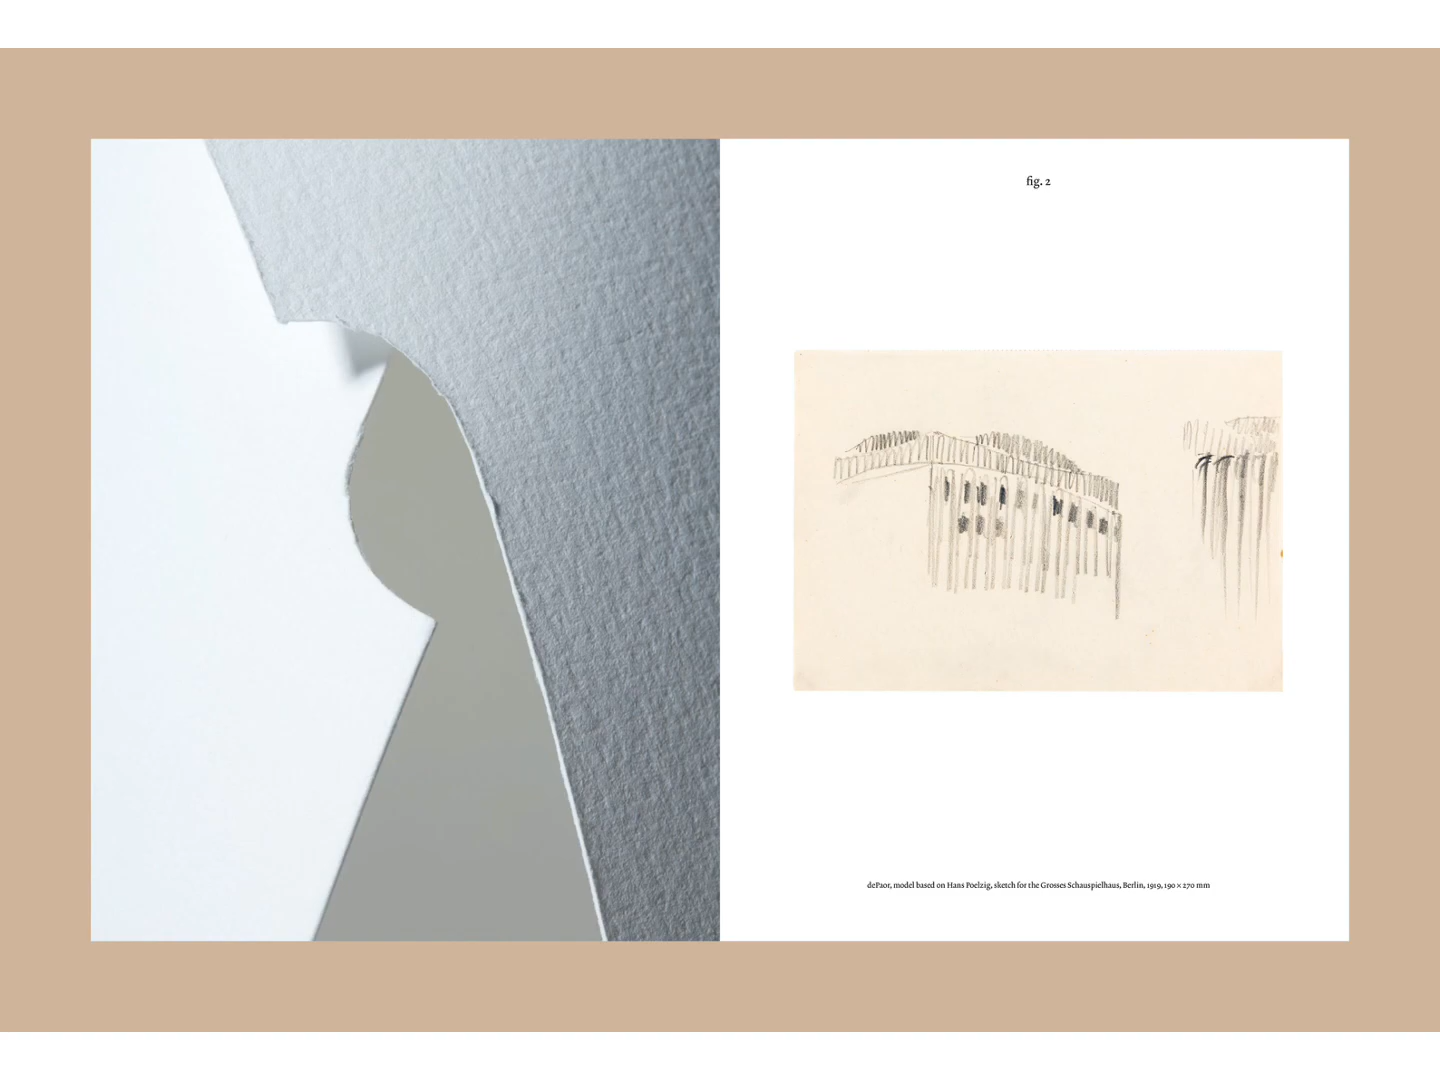 fig. 2
dePaor, model based on Hans Poelzig, sketch for the Grosses Schauspielhaus, Berlin, 1919, 190 × 270 mm